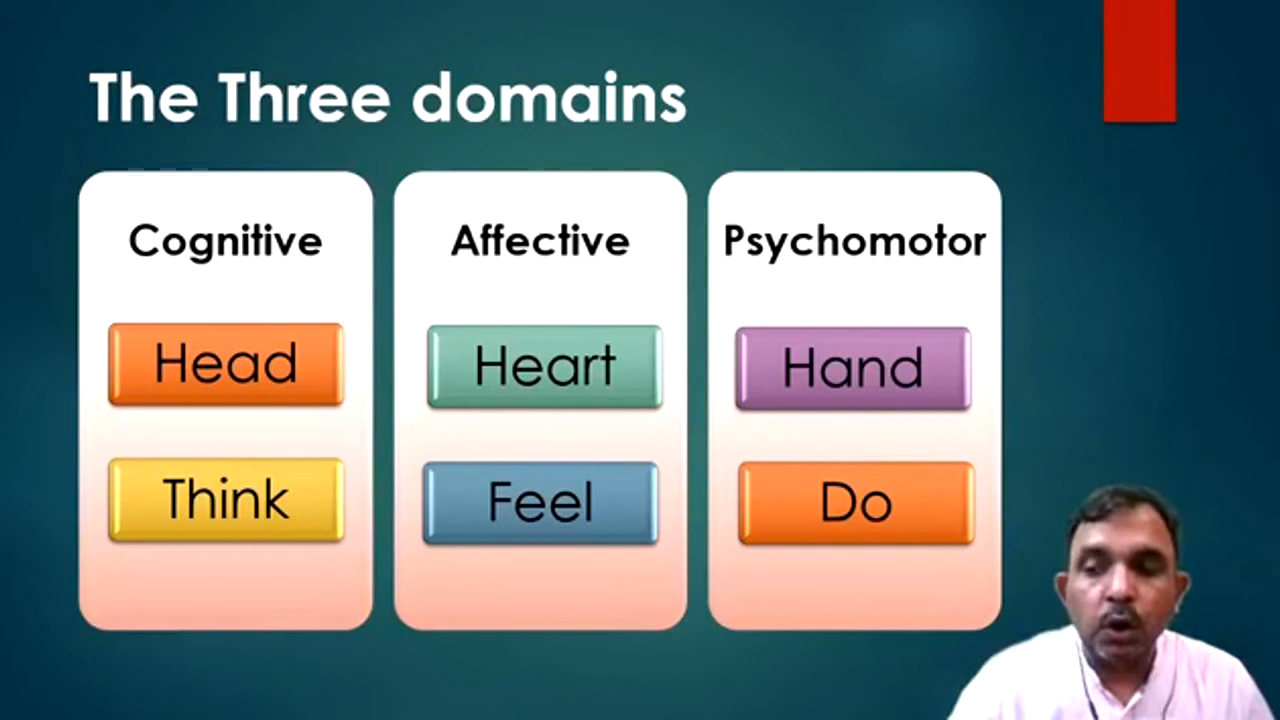 The Three domains
Cognitive
Head
Think
Affective
Heart
Feel
Psychomotor
Hand
Do